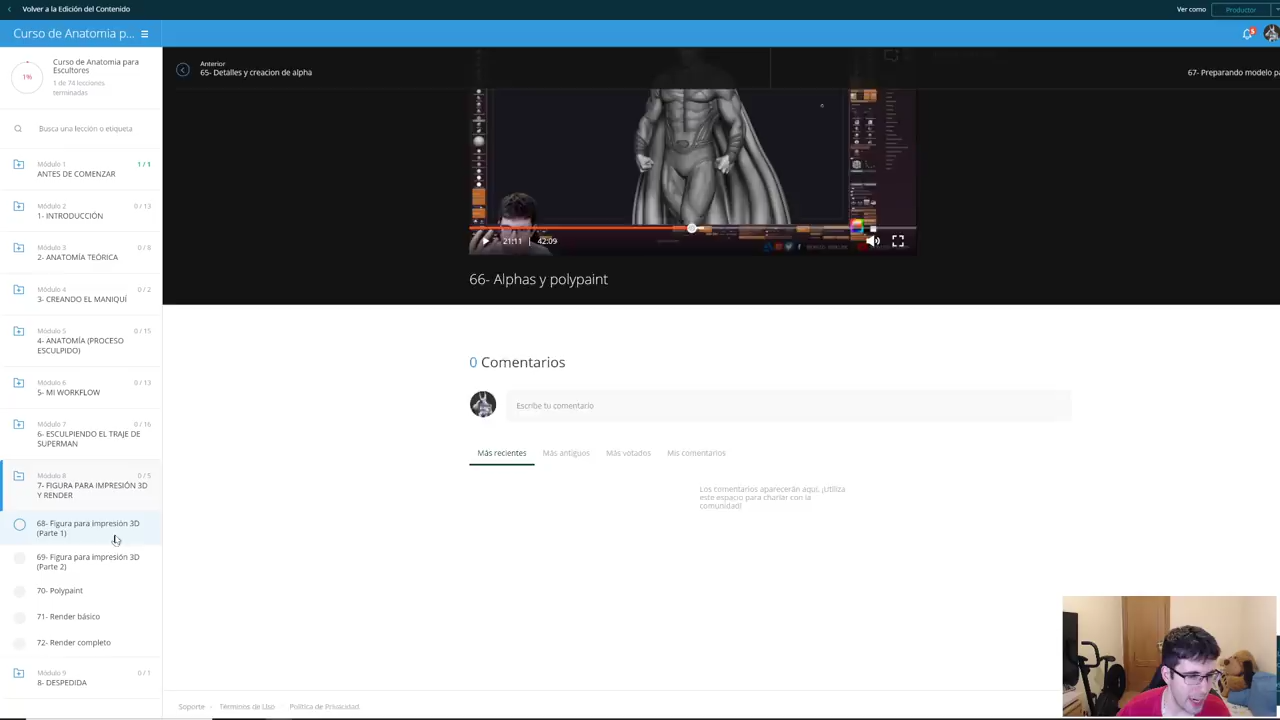 Volver a la Edición del Contenido
Ver como
Productor
Curso de Anatomia p...
5
1%
Curso de Anatomia para
Escultores
1 de 74 lecciones
terminadas
Busca una lección o etiqueta
Módulo 1
1 / 1
ANTES DE COMENZAR
Módulo 2
0 / 13
1- INTRODUCCIÓN
Módulo 3
0 / 8
2- ANATOMÍA TEÓRICA
Módulo 4
0 / 2
3- CREANDO EL MANIQUÍ
Módulo 5
0 / 15
4- ANATOMÍA (PROCESO
ESCULPIDO)
Módulo 6
0 / 13
5- MI WORKFLOW
Módulo 7
0 / 16
6- ESCULPIENDO EL TRAJE DE
SUPERMAN
Módulo 8
0 / 5
7- FIGURA PARA IMPRESIÓN 3D
Y RENDER
68- Figura para impresión 3D
(Parte 1)
69- Figura para impresión 3D
(Parte 2)
70- Polypaint
71- Render básico
72- Render completo
Módulo 9
0 / 1
8- DESPEDIDA
Anterior
65- Detalles y creacion de alpha
67- Preparando modelo pa
21:11
42:09
66- Alphas y polypaint
0 Comentarios
Escribe tu comentario
Más recientes
Más antiguos
Más votados
Mis comentarios
Los comentarios aparecerán aquí. ¡Utiliza
este espacio para charlar con la
comunidad!
Soporte
Términos de Uso
Política de Privacidad